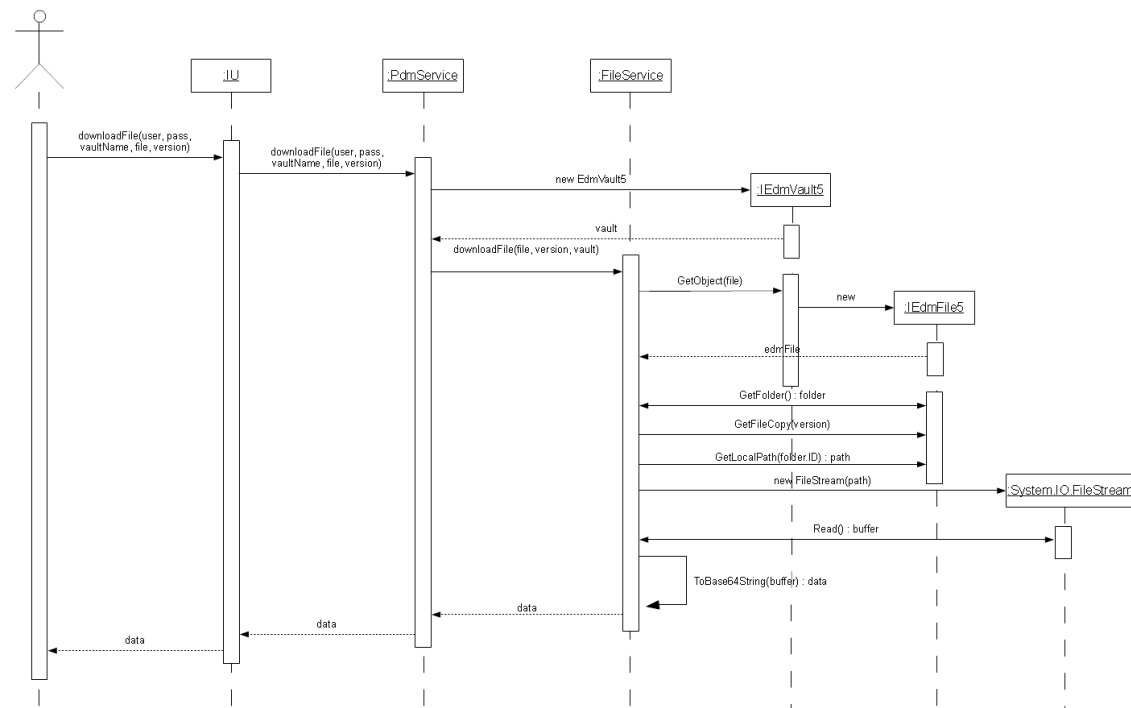 :IU
:PdmService
:FileService
downloadFile(user, pass,
vaultName, file, version)
downloadFile(user, pass,
vaultName, file, version)
new EdmVault5
:IEdmVault5
vault
downloadFile(file, version, vault)
GetObject(file)
new
:IEdmFile5
edmFile
GetFolder() : folder
GetFileCopy(version)
GetLocalPath(folder.ID) : path
new FileStream(path)
:System.IO.FileStream
Read() : buffer
ToBase64String(buffer) : data
data
data
data